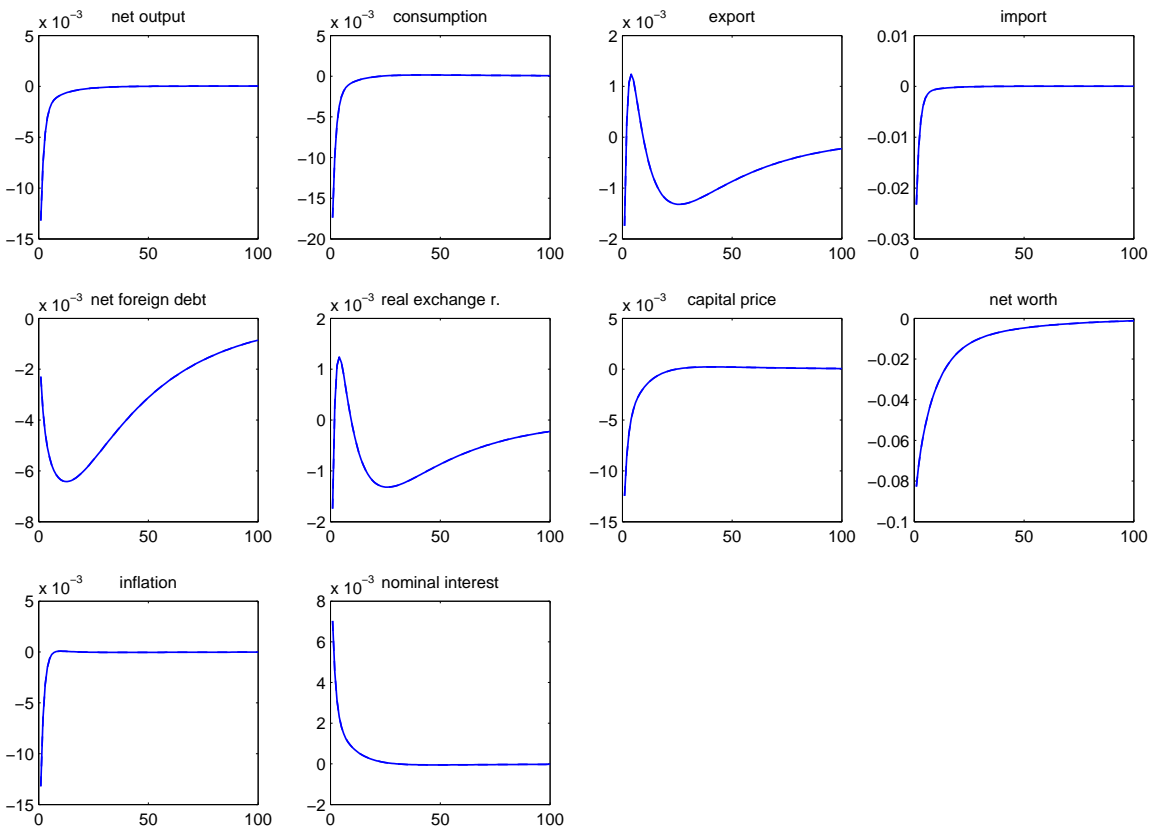 x 10⁻³ net output
5
0
−5
−10
−15
0 50 100
x 10⁻³ consumption
5
0
−5
−10
−15
−20
0 50 100
x 10⁻³ export
2
1
0
−1
−2
0 50 100
import
0.01
0
−0.01
−0.02
−0.03
0 50 100
x 10⁻³ net foreign debt
0
−2
−4
−6
−8
0 50 100
x 10⁻³ real exchange r.
2
1
0
−1
−2
0 50 100
x 10⁻³ capital price
5
0
−5
−10
−15
0 50 100
net worth
0
−0.02
−0.04
−0.06
−0.08
−0.1
0 50 100
x 10⁻³ inflation
5
0
−5
−10
−15
0 50 100
x 10⁻³ nominal interest
8
6
4
2
0
−2
0 50 100